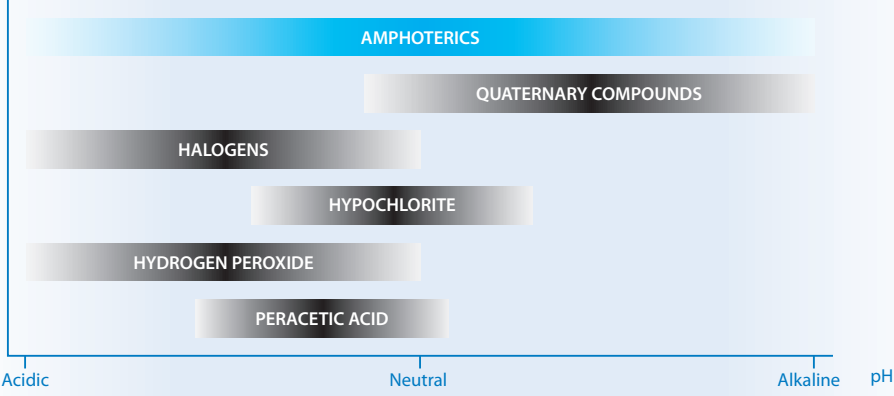 AMPHOTERICS
QUATERNARY COMPOUNDS
HALOGENS
HYPOCHLORITE
HYDROGEN PEROXIDE
PERACETIC ACID
Acidic Neutral Alkaline pH